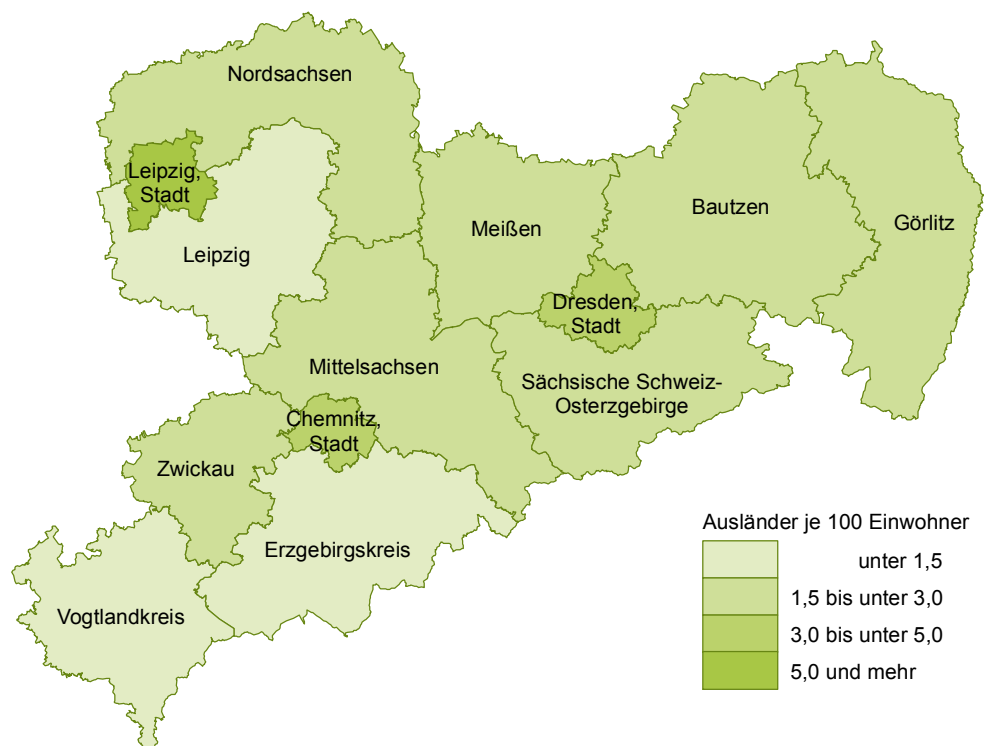 Nordsachsen
Leipzig,
Stadt
Leipzig
Meißen
Bautzen
Görlitz
Dresden,
Stadt
Mittelsachsen
Sächsische Schweiz-
Osterzgebirge
Chemnitz,
Stadt
Zwickau
Erzgebirgskreis
Vogtlandkreis
Ausländer je 100 Einwohner
unter 1,5
1,5 bis unter 3,0
3,0 bis unter 5,0
5,0 und mehr